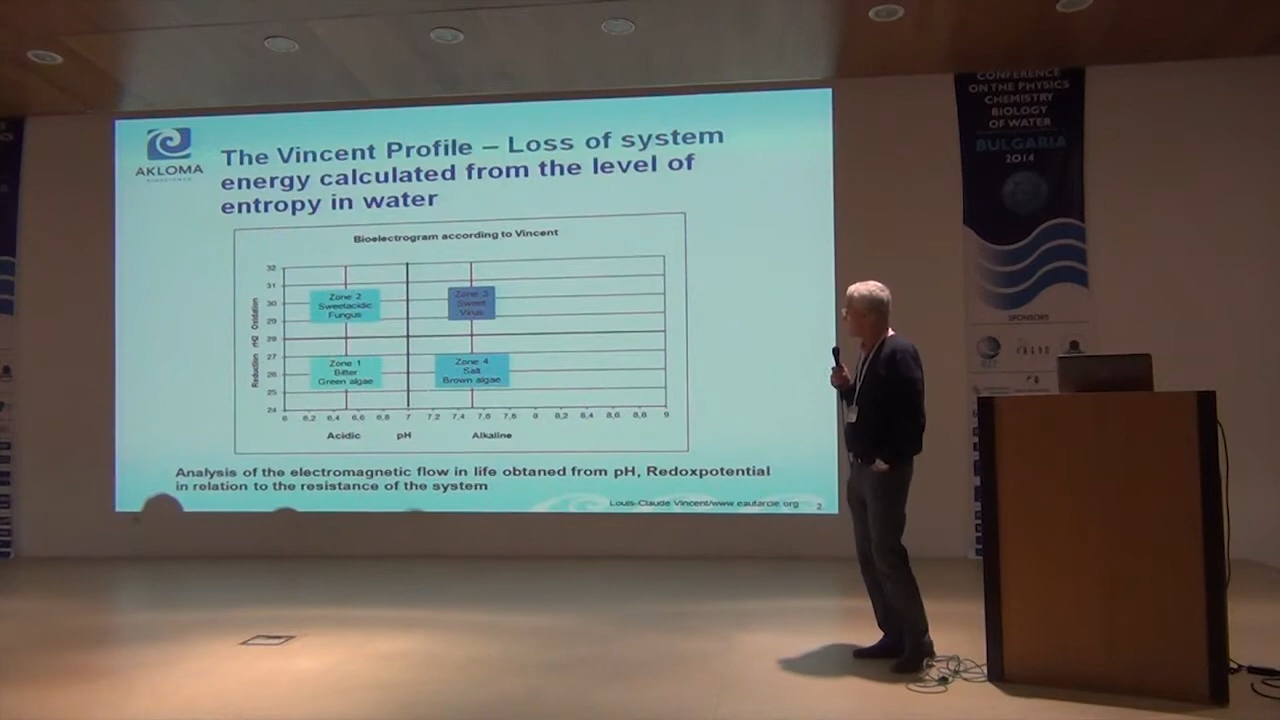 AKLOMA
The Vincent Profile – Loss of system
energy calculated from the level of
entropy in water
Bioelectrogram according to Vincent
32
31
30
29
28
27
26
25
24
Reduction rH2 Oxidation
Zone 2
Sweetacidic
Fungus
Zone 3
Sweet
Virus
Zone 1
Bitter
Green algae
Zone 4
Salt
Brown algae
6 6,2 6,4 6,6 6,8 7 7,2 7,4 7,6 7,8 8 8,2 8,4 8,6 8,8 9
Acidic pH Alkaline
Analysis of the electromagnetic flow in life obtaned from pH, Redoxpotential
in relation to the resistance of the system
Louis-Claude Vincent/www.eautarcie.org 2
CONFERENCE
ON THE PHYSICS
CHEMISTRY
BIOLOGY
OF WATER
BULGARIA
2014
SPONSORS